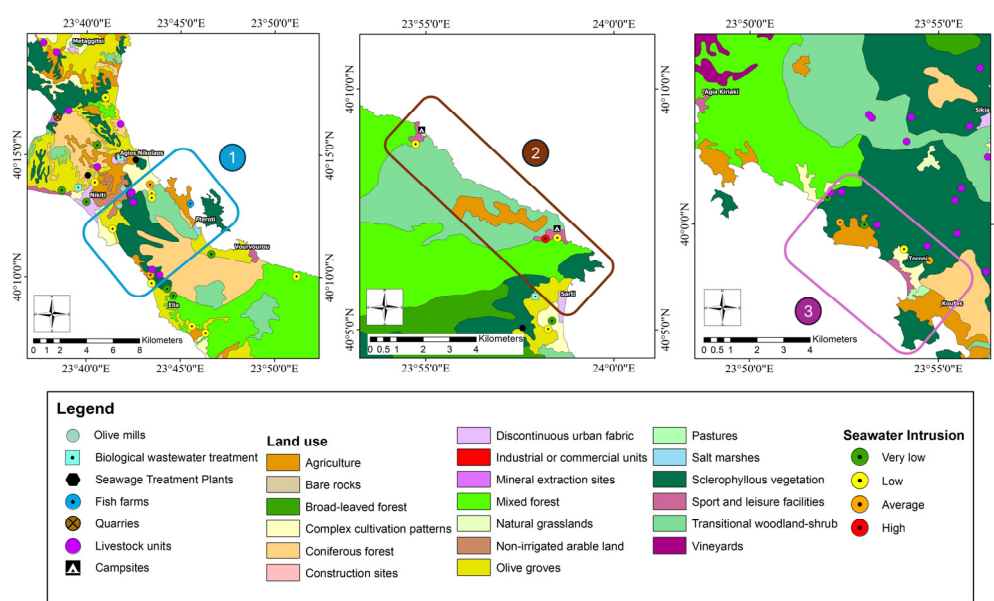 23°40'0"E 23°45'0"E 23°50'0"E
23°55'0"E 24°0'0"E
23°50'0"E 23°55'0"E
Metaggitsi
40°10'0"N
Agia Kiriaki
Sikia
Agios Nikolaos
1
2
40°15'0"N
40°15'0"N
Nikiti
Fteroti
3
40°0'0"N
40°0'0"N
Vourvourou
40°10'0"N
40°10'0"N
Elia
Sarti
40°5'0"N
40°5'0"N
Kilometers
0 1 2 4 6 8
Kilometers
0 0.5 1 2 3 4
Kilometers
0 0.5 1 2 3 4
23°40'0"E 23°45'0"E 23°50'0"E
23°55'0"E 24°0'0"E
23°50'0"E 23°55'0"E
Legend
Olive mills
Biological wastewater treatment
Seawage Treatment Plants
Fish farms
Quarries
Livestock units
Campsites
Land use
Agriculture
Bare rocks
Broad-leaved forest
Complex cultivation patterns
Coniferous forest
Construction sites
Discontinuous urban fabric
Industrial or commercial units
Mineral extraction sites
Mixed forest
Natural grasslands
Non-irrigated arable land
Olive groves
Pastures
Salt marshes
Sclerophyllous vegetation
Sport and leisure facilities
Transitional woodland-shrub
Vineyards
Seawater Intrusion
Very low
Low
Average
High